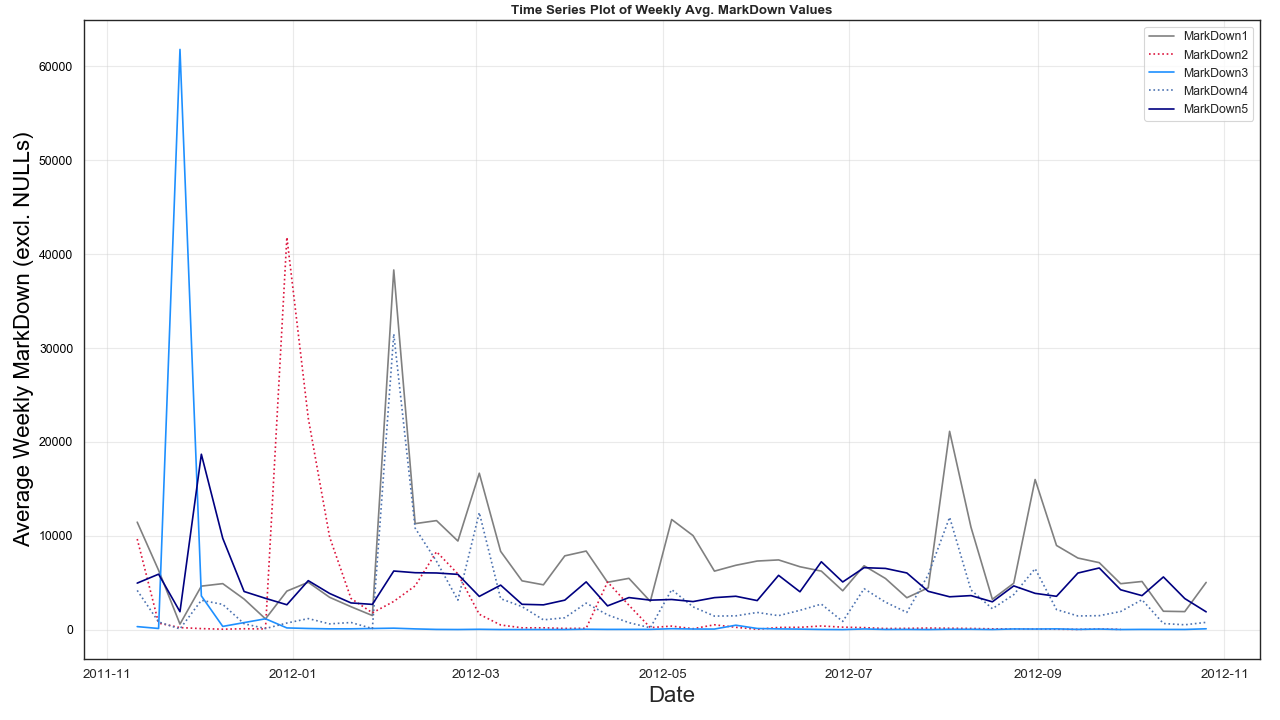 Time Series Plot of Weekly Avg. MarkDown Values
MarkDown1
MarkDown2
MarkDown3
MarkDown4
MarkDown5
Average Weekly MarkDown (excl. NULLs)
60000
50000
40000
30000
20000
10000
0
2011-11 2012-01 2012-03 2012-05 2012-07 2012-09 2012-11
Date